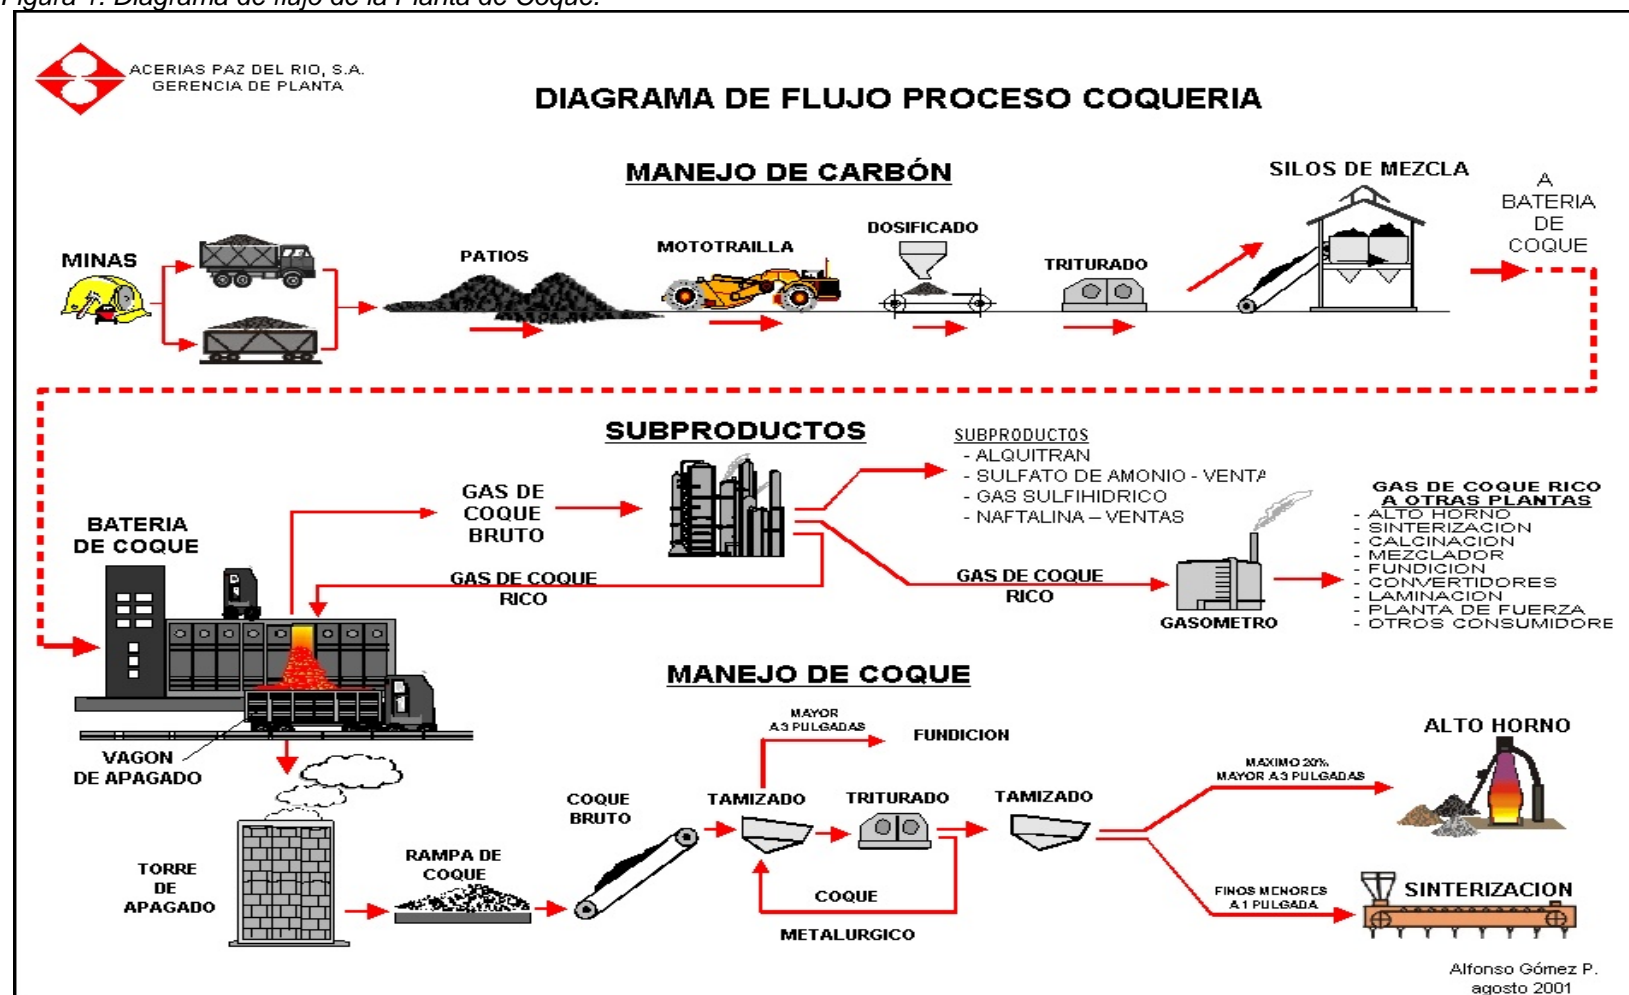 Figura 1. Diagrama de flujo de la Planta de Coque.
ACERIAS PAZ DEL RIO, S.A.
GERENCIA DE PLANTA
DIAGRAMA DE FLUJO PROCESO COQUERIA
MANEJO DE CARBÓN
SILOS DE MEZCLA
A
BATERIA
DE
COQUE
MINAS
PATIOS
MOTOTRAILLA
DOSIFICADO
TRITURADO
SUBPRODUCTOS
SUBPRODUCTOS
- ALQUITRAN
- SULFATO DE AMONIO - VENTA
- GAS SULFIHIDRICO
- NAFTALINA – VENTAS
GAS DE
COQUE
BRUTO
BATERIA
DE COQUE
GAS DE COQUE
RICO
GAS DE COQUE
RICO
GASOMETRO
GAS DE COQUE RICO
A OTRAS PLANTAS
- ALTO HORNO
- SINTERIZACION
- CALCINACION
- MEZCLADOR
- FUNDICION
- CONVERTIDORES
- LAMINACION
- PLANTA DE FUERZA
- OTROS CONSUMIDORE
MANEJO DE COQUE
VAGON
DE APAGADO
MAYOR
A 3 PULGADAS
FUNDICION
ALTO HORNO
MAXIMO 20%
MAYOR A 3 PULGADAS
COQUE
BRUTO
TAMIZADO
TRITURADO
TAMIZADO
TORRE
DE
APAGADO
RAMPA DE
COQUE
COQUE
METALURGICO
FINOS MENORES
A 1 PULGADA
SINTERIZACION
Alfonso Gómez P.
agosto 2001